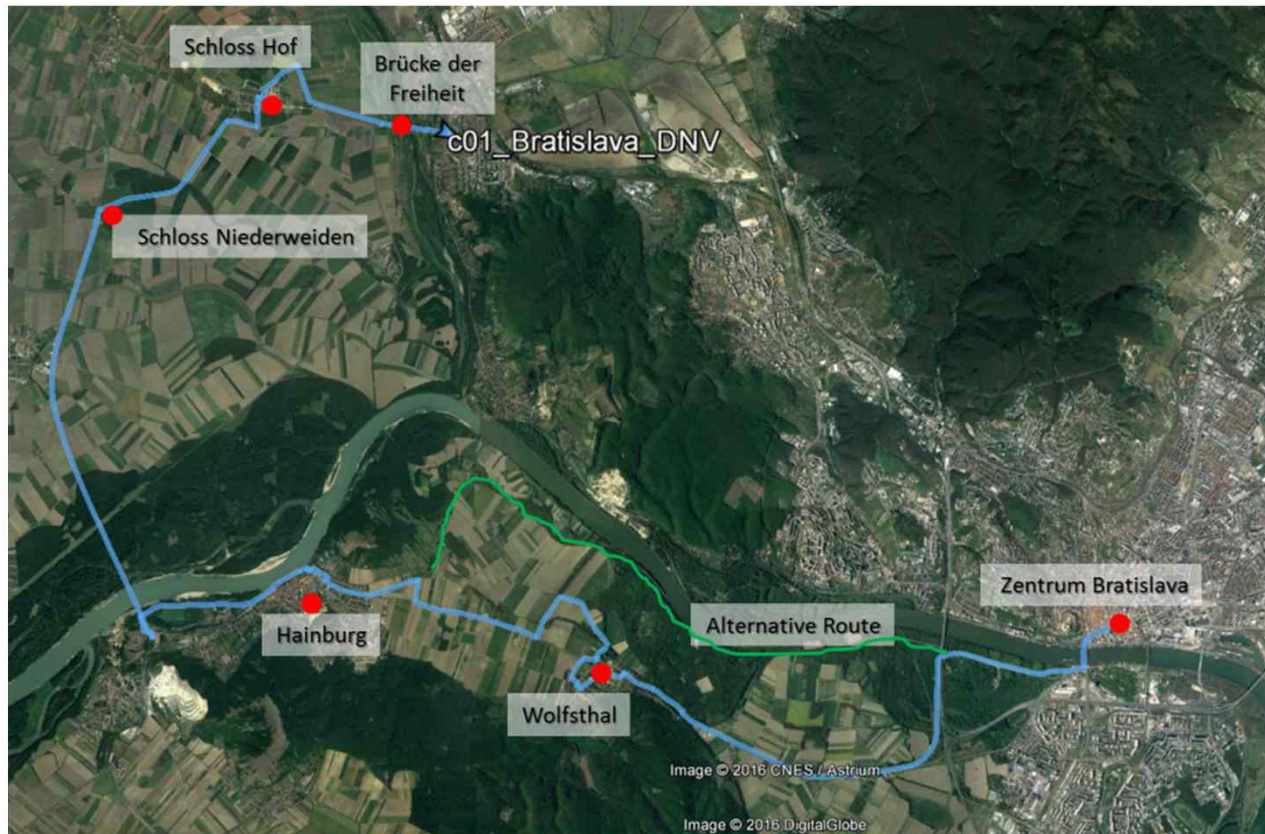 Schloss Hof
Brücke der
Freiheit
c01_Bratislava_DNV
Schloss Niederweiden
Zentrum Bratislava
Alternative Route
Hainburg
Wolfsthal
Image © 2016 CNES / Astrium
Image © 2016 DigitalGlobe